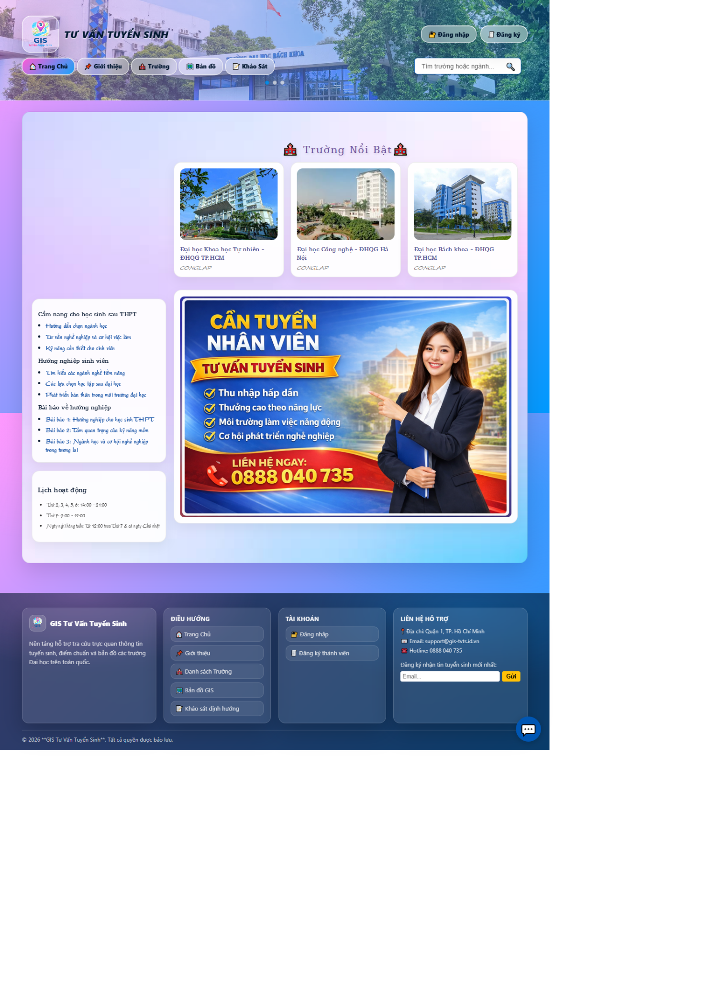 GIS
Tư Vấn Tuyển Sinh
TƯ VẤN TUYỂN SINH
Đăng nhập
Đăng ký
TRƯỜNG ĐẠI HỌC BÁCH KHOA
Trang Chủ
Giới thiệu
Trường
Bản đồ
Khảo Sát
Tìm trường hoặc ngành...
Trường Nổi Bật
Đại học Khoa học Tự nhiên -
ĐHQG TP.HCM
CONGLAP
Đại học Công nghệ - ĐHQG Hà
Nội
CONGLAP
Đại học Bách khoa - ĐHQG
TP.HCM
CONGLAP
Cẩm nang cho học sinh sau THPT
Hướng dẫn chọn ngành học
Tư vấn nghề nghiệp và cơ hội việc làm
Kỹ năng cần thiết cho sinh viên
Hướng nghiệp sinh viên
Tìm hiểu các ngành nghề tiềm năng
Các lựa chọn học tập sau đại học
Phát triển bản thân trong môi trường đại học
Bài báo về hướng nghiệp
Bài báo 1: Hướng nghiệp cho học sinh THPT
Bài báo 2: Tầm quan trọng của kỹ năng mềm
Bài báo 3: Ngành học và cơ hội nghề nghiệp
trong tương lai
Lịch hoạt động
Thứ 2, 3, 4, 5, 6: 14:00 - 21:00
Thứ 7: 9:00 - 12:00
Ngày nghỉ hàng tuần: Từ 12:00 trưa Thứ 7 & cả ngày Chủ nhật
CẦN TUYỂN
NHÂN VIÊN
TƯ VẤN TUYỂN SINH
Thu nhập hấp dẫn
Thưởng cao theo năng lực
Môi trường làm việc năng động
Cơ hội phát triển nghề nghiệp
LIÊN HỆ NGAY:
0888 040 735
GIS Tư Vấn Tuyển Sinh
Nền tảng hỗ trợ tra cứu trực quan thông tin
tuyển sinh, điểm chuẩn và bản đồ các trường
Đại học trên toàn quốc.
ĐIỀU HƯỚNG
Trang Chủ
Giới thiệu
Danh sách Trường
Bản đồ GIS
Khảo sát định hướng
TÀI KHOẢN
Đăng nhập
Đăng ký thành viên
LIÊN HỆ HỖ TRỢ
Địa chỉ: Quận 1, TP. Hồ Chí Minh
Email: support@gis-tvts.id.vn
Hotline: 0888 040 735
Đăng ký nhận tin tuyển sinh mới nhất:
Email...
Gửi
© 2026 **GIS Tư Vấn Tuyển Sinh**. Tất cả quyền được bảo lưu.